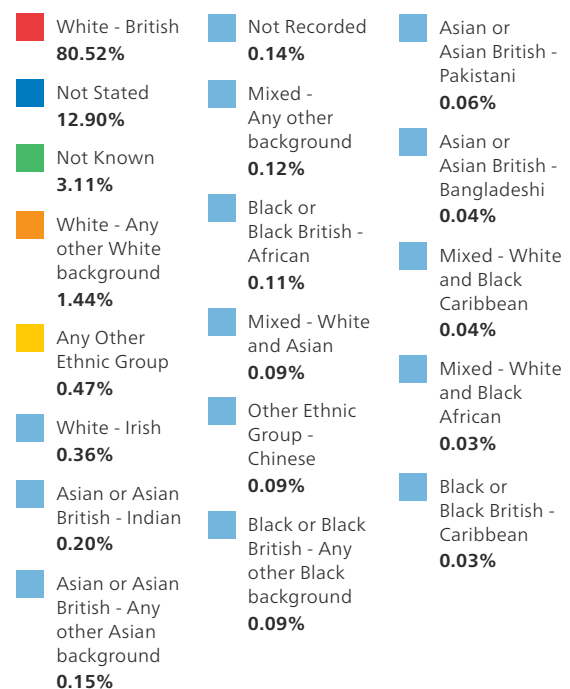 White - British
80.52%
Not Stated
12.90%
Not Known
3.11%
White - Any
other White
background
1.44%
Any Other
Ethnic Group
0.47%
White - Irish
0.36%
Asian or Asian
British - Indian
0.20%
Asian or Asian
British - Any
other Asian
background
0.15%
Not Recorded
0.14%
Mixed -
Any other
background
0.12%
Black or
Black British -
African
0.11%
Mixed - White
and Asian
0.09%
Other Ethnic
Group -
Chinese
0.09%
Black or Black
British - Any
other Black
background
0.09%
Asian or
Asian British -
Pakistani
0.06%
Asian or
Asian British -
Bangladeshi
0.04%
Mixed - White
and Black
Caribbean
0.04%
Mixed - White
and Black
African
0.03%
Black or
Black British -
Caribbean
0.03%